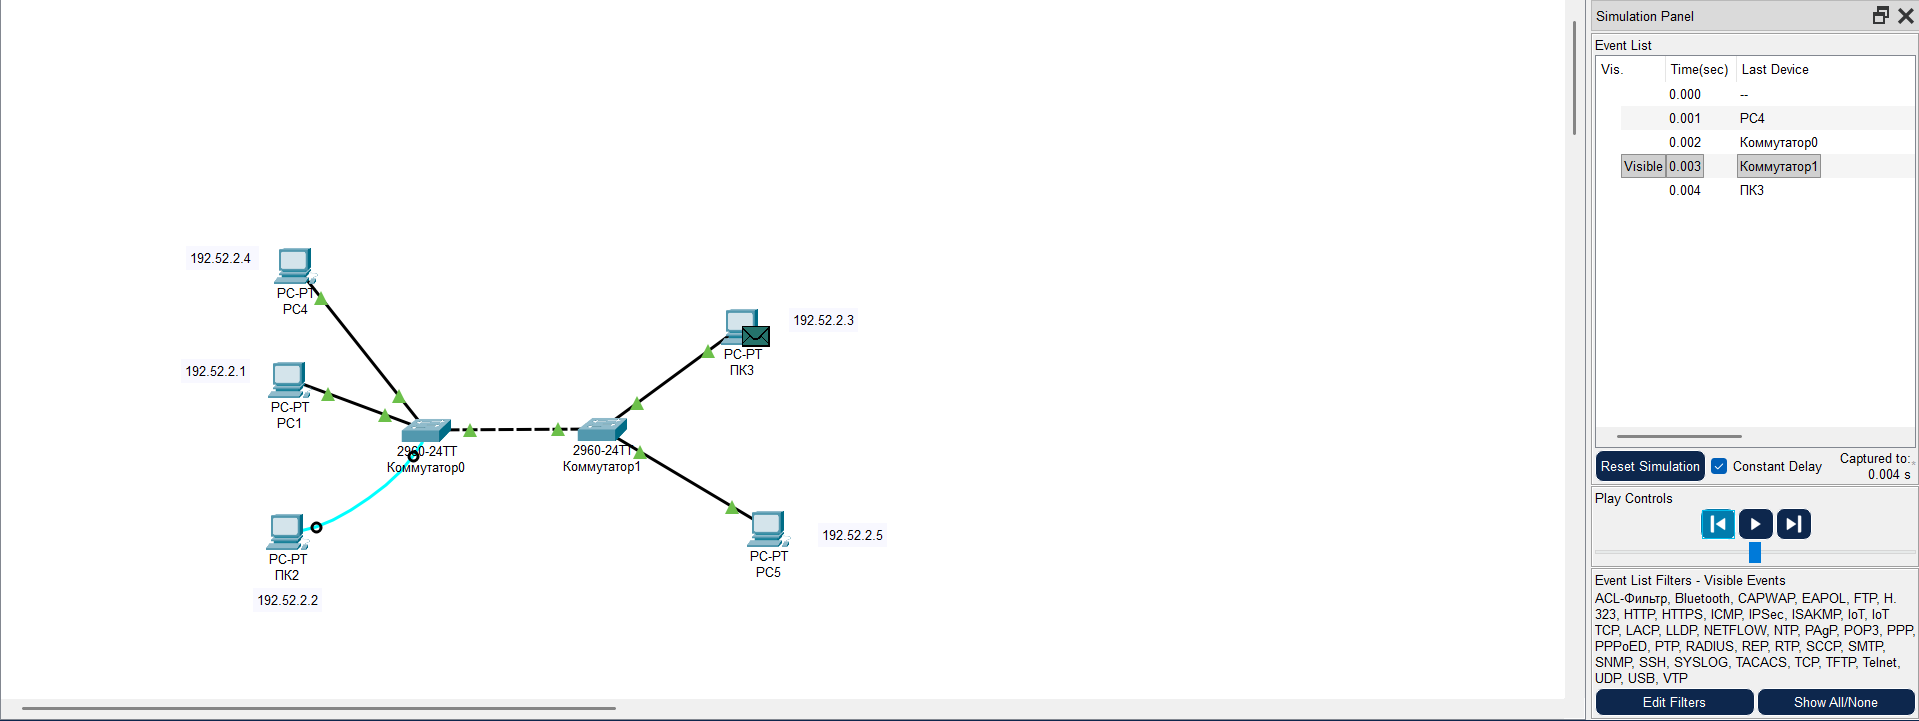 Simulation Panel
Event List
Vis. Time(sec) Last Device
0.000 --
0.001 PC4
0.002 Коммутатор0
Visible 0.003 Коммутатор1
0.004 ПК3
192.52.2.4
PC-PT
PC4
192.52.2.1
PC-PT
PC1
192.52.2.3
PC-PT
ПК3
2960-24TT
Коммутатор0
2960-24TT
Коммутатор1
PC-PT
ПК2
192.52.2.2
192.52.2.5
PC-PT
PC5
Reset Simulation Constant Delay Captured to:
0.004 s
Play Controls
Event List Filters - Visible Events
ACL-Фильтр, Bluetooth, CAPWAP, EAPOL, FTP, H.
323, HTTP, HTTPS, ICMP, IPSec, ISAKMP, IoT, IoT
TCP, LACP, LLDP, NETFLOW, NTP, PAgP, POP3, PPP,
PPPoED, PTP, RADIUS, REP, RTP, SCCP, SMTP,
SNMP, SSH, SYSLOG, TACACS, TCP, TFTP, Telnet,
UDP, USB, VTP
Edit Filters Show All/None